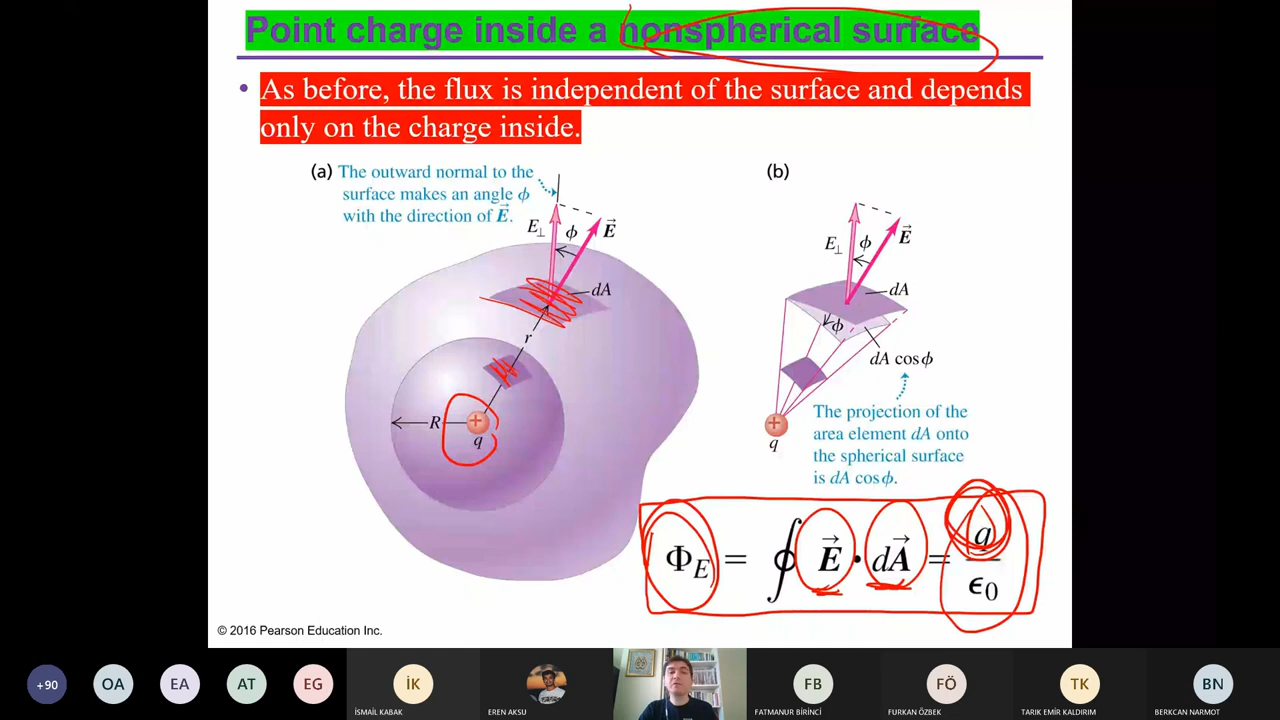 Point charge inside a nonspherical surface
• As before, the flux is independent of the surface and depends
only on the charge inside.
(a) The outward normal to the
surface makes an angle ϕ
with the direction of E⃗.
E⊥
ϕ
E⃗
dA
r
R
+
q
(b)
E⊥
ϕ
E⃗
dA
ϕ
dA cosϕ
The projection of the
area element dA onto
the spherical surface
is dA cosϕ.
+
q
Φ_E = ∮ E⃗ · dA⃗ = q/ϵ₀
© 2016 Pearson Education Inc.
+90
OA
EA
AT
EG
İK
İSMAİL KABAK
EREN AKSU
FB
FATMANUR BİRİNCİ
FÖ
FURKAN ÖZBEK
TK
TARIK EMİR KALDIRIM
BN
BERKCAN NARMOT